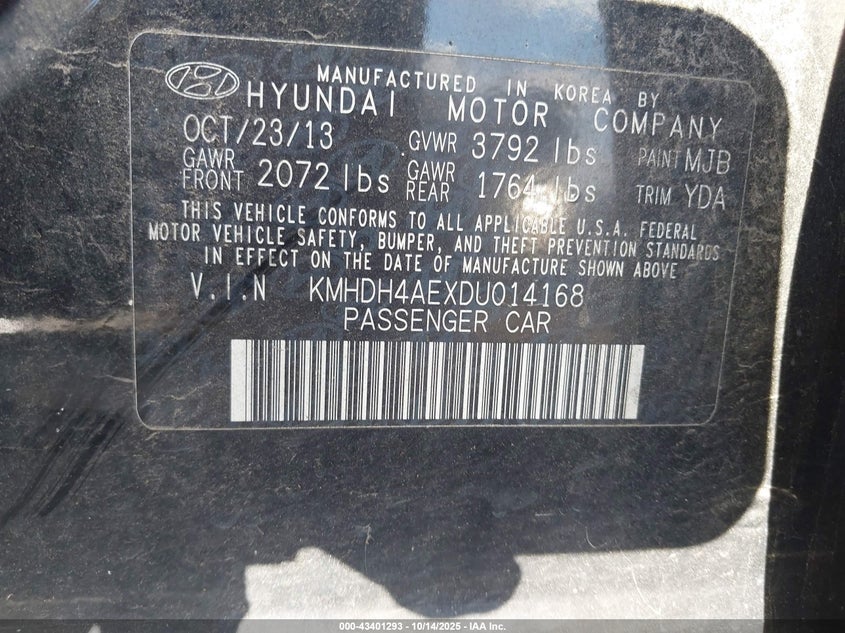 MANUFACTURED IN KOREA BY
HYUNDAI MOTOR COMPANY
OCT/23/13 GVWR 3792 lbs PAINT MJB
GAWR FRONT 2072 lbs GAWR REAR 1764 lbs TRIM YDA
THIS VEHICLE CONFORMS TO ALL APPLICABLE U.S.A. FEDERAL
MOTOR VEHICLE SAFETY, BUMPER, AND THEFT PREVENTION STANDARDS
IN EFFECT ON THE DATE OF MANUFACTURE SHOWN ABOVE
V.I.N KMHDH4AEXDU014168
PASSENGER CAR
000-43401293 - 10/14/2025 - IAA Inc.